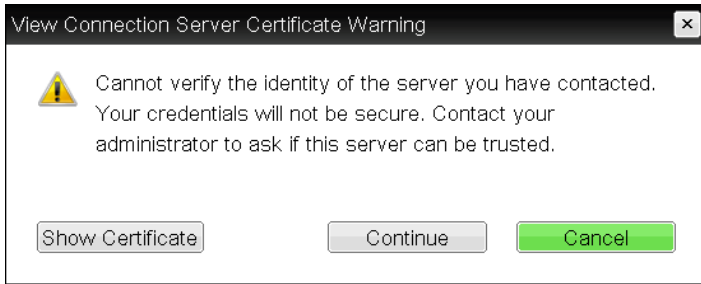 View Connection Server Certificate Warning
Cannot verify the identity of the server you have contacted.
Your credentials will not be secure. Contact your
administrator to ask if this server can be trusted.
Show Certificate Continue Cancel